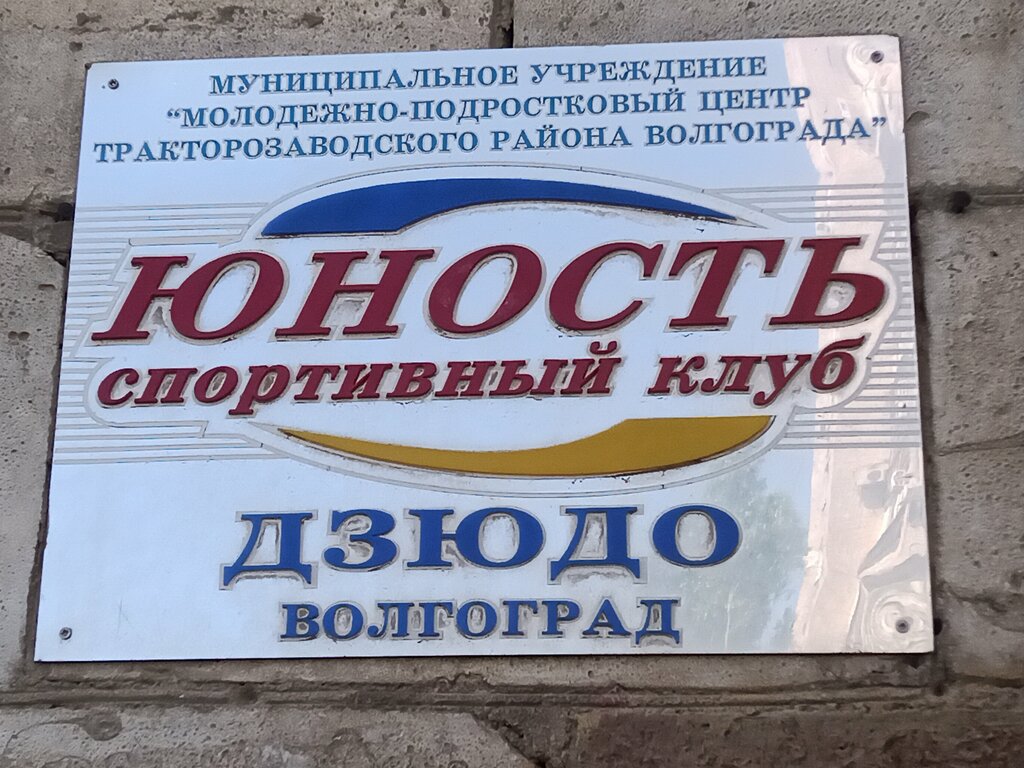 МУНИЦИПАЛЬНОЕ УЧРЕЖДЕНИЕ
“МОЛОДЕЖНО-ПОДРОСТКОВЫЙ ЦЕНТР
ТРАКТОРОЗАВОДСКОГО РАЙОНА ВОЛГОГРАДА”
ЮНОСТЬ
спортивный клуб
ДЗЮДО
ВОЛГОГРАД